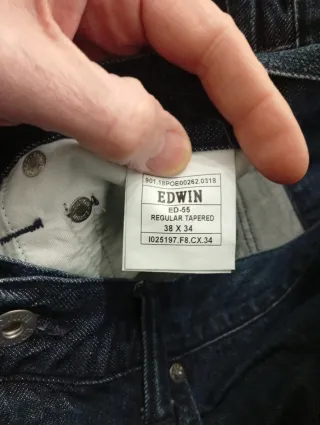 901.18POE00262.0318
EDWIN
ED-55
REGULAR TAPERED
38 X 34
I025197.F8.CX.34